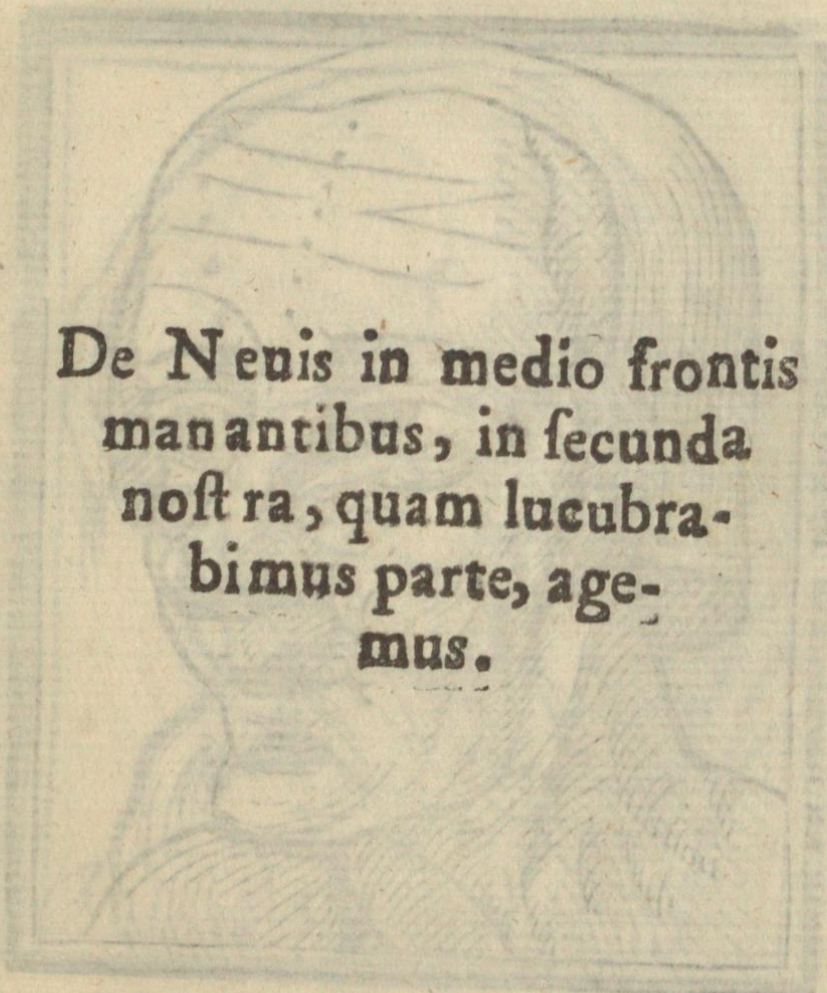 De Neuis in medio frontis
manantibus, in ſecunda
noſtra, quam lucubra-
bimus parte, age-
mus.